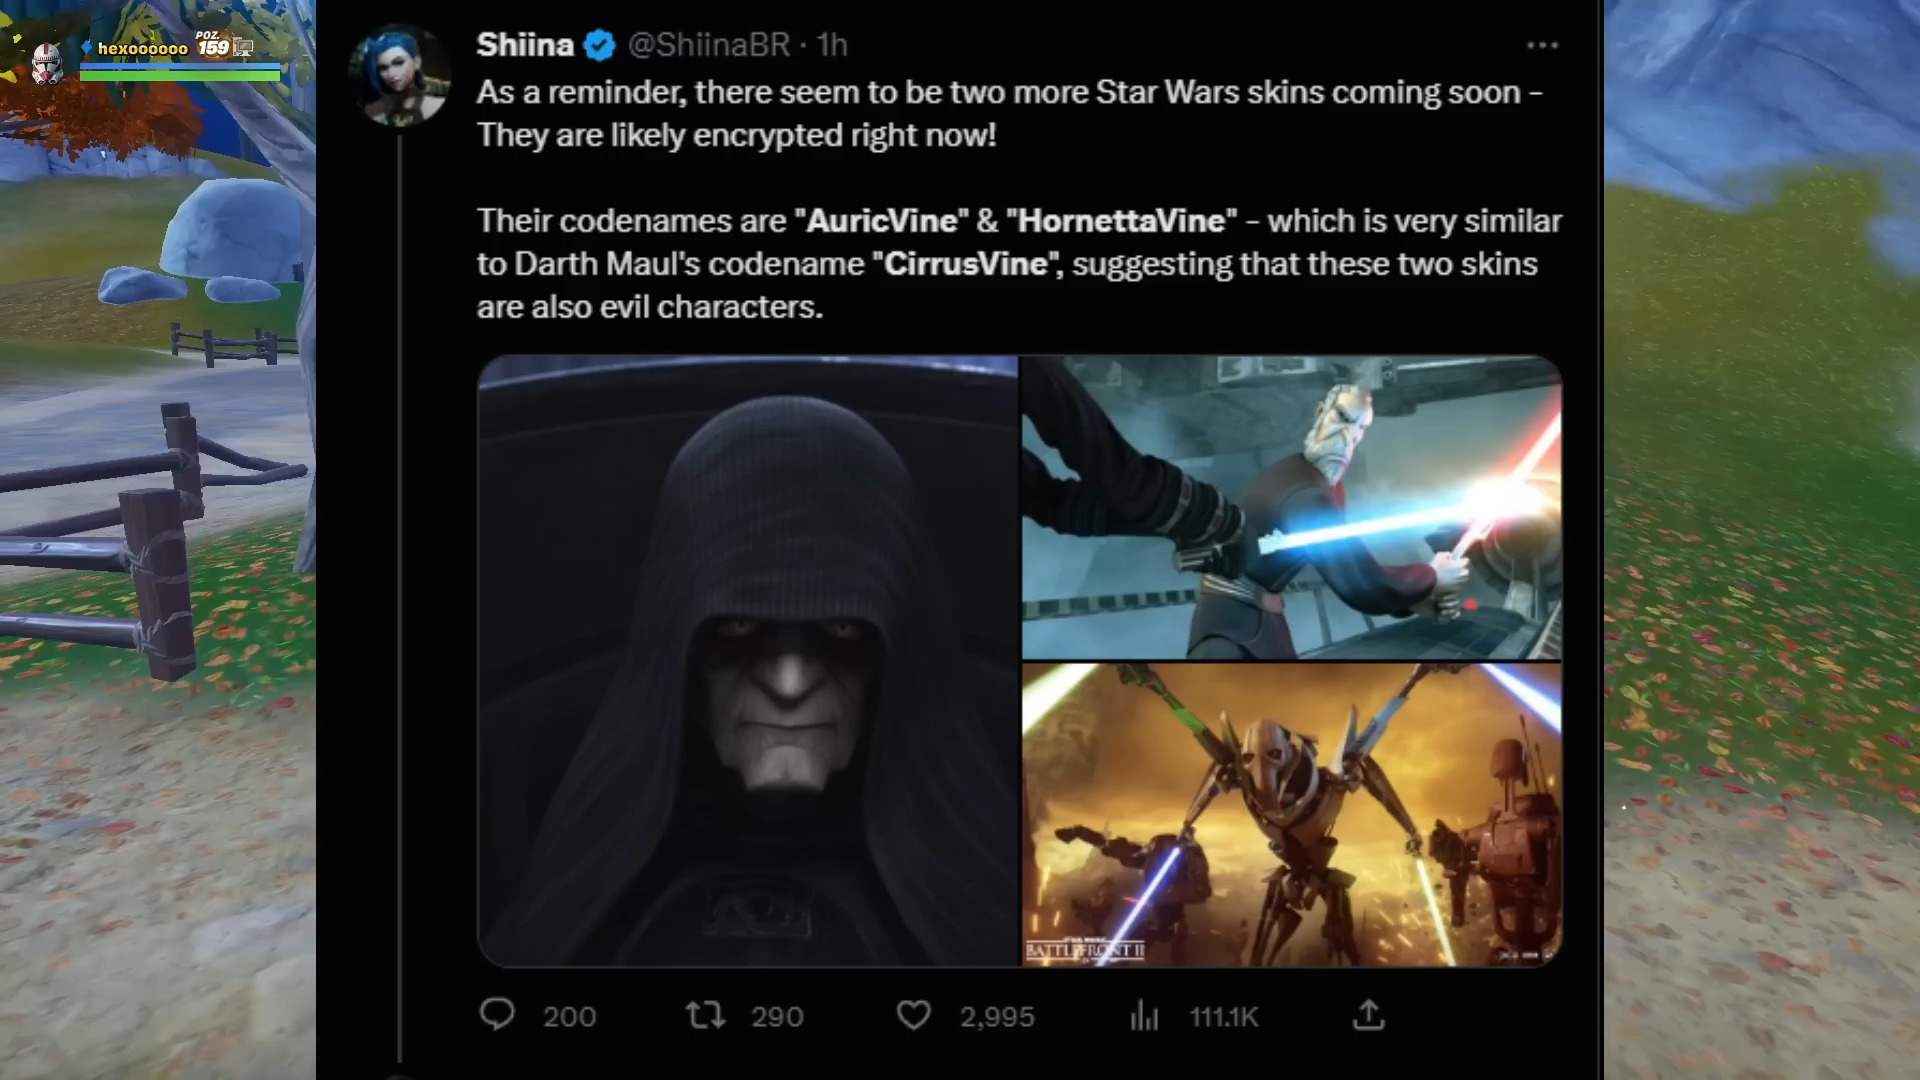 hexoooooo
POZ.
159
Shiina @ShiinaBR · 1h
As a reminder, there seem to be two more Star Wars skins coming soon -
They are likely encrypted right now!
Their codenames are "AuricVine" & "HornettaVine" - which is very similar
to Darth Maul's codename "CirrusVine", suggesting that these two skins
are also evil characters.
BATTLEFRONT II
200 290 2,995 111.1K